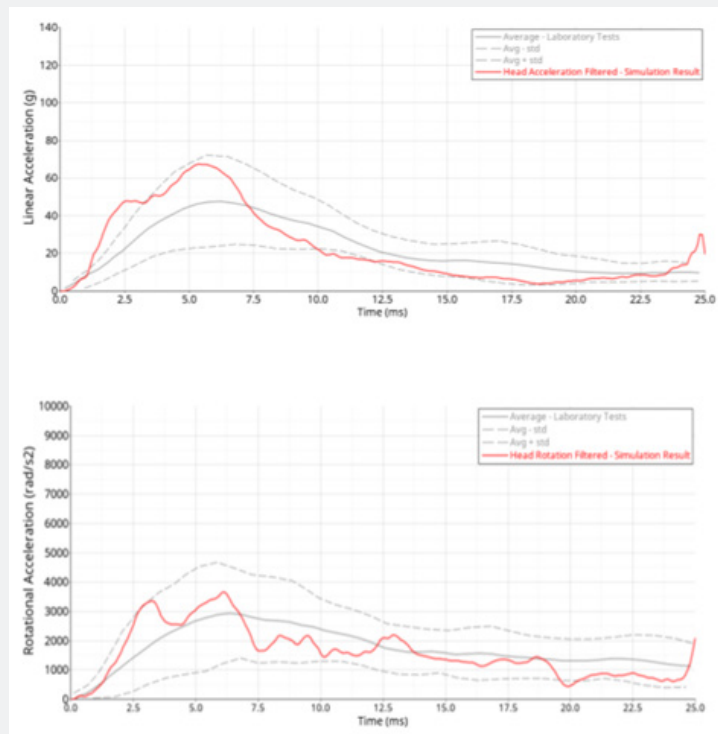 140
120
100
80
60
40
20
0
Linear Acceleration (g)
Average - Laboratory Tests
Avg - std
Avg + std
Head Acceleration Filtered - Simulation Result
0.0 2.5 5.0 7.5 10.0 12.5 15.0 17.5 20.0 22.5 25.0
Time (ms)
10000
9000
8000
7000
6000
5000
4000
3000
2000
1000
0
Rotational Acceleration (rad/s2)
Average - Laboratory Tests
Avg - std
Avg + std
Head Rotation Filtered - Simulation Result
0.0 2.5 5.0 7.5 10.0 12.5 15.0 17.5 20.0 22.5 25.0
Time (ms)